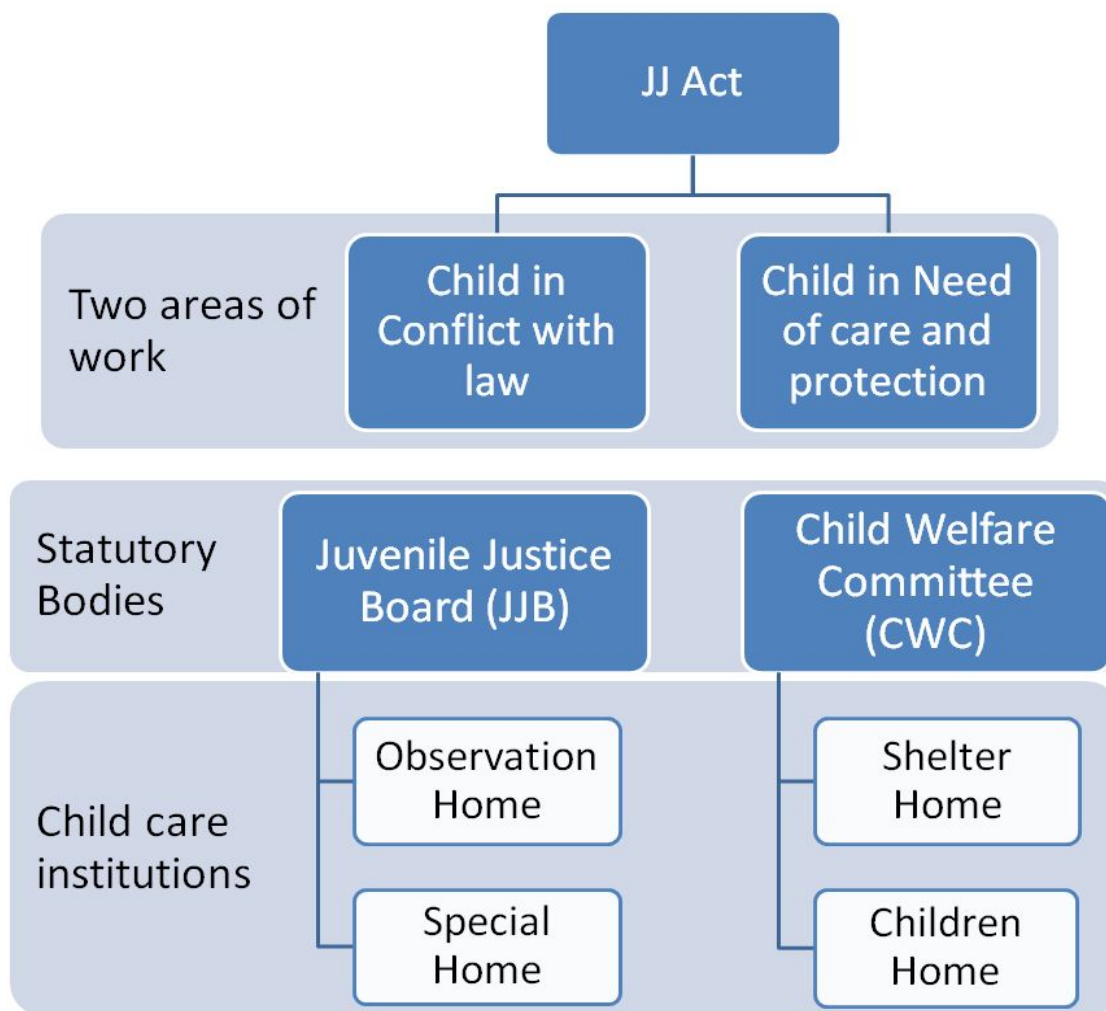 JJ Act
Two areas of
work
Child in
Conflict with
law
Child in Need
of care and
protection
Statutory
Bodies
Juvenile Justice
Board (JJB)
Child Welfare
Committee
(CWC)
Child care
institutions
Observation
Home
Special
Home
Shelter
Home
Children
Home